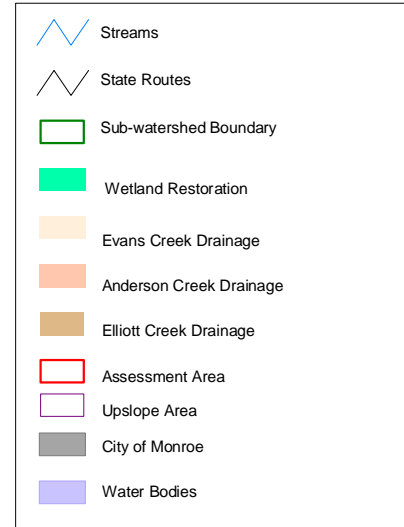 Streams
State Routes
Sub-watershed Boundary
Wetland Restoration
Evans Creek Drainage
Anderson Creek Drainage
Elliott Creek Drainage
Assessment Area
Upslope Area
City of Monroe
Water Bodies